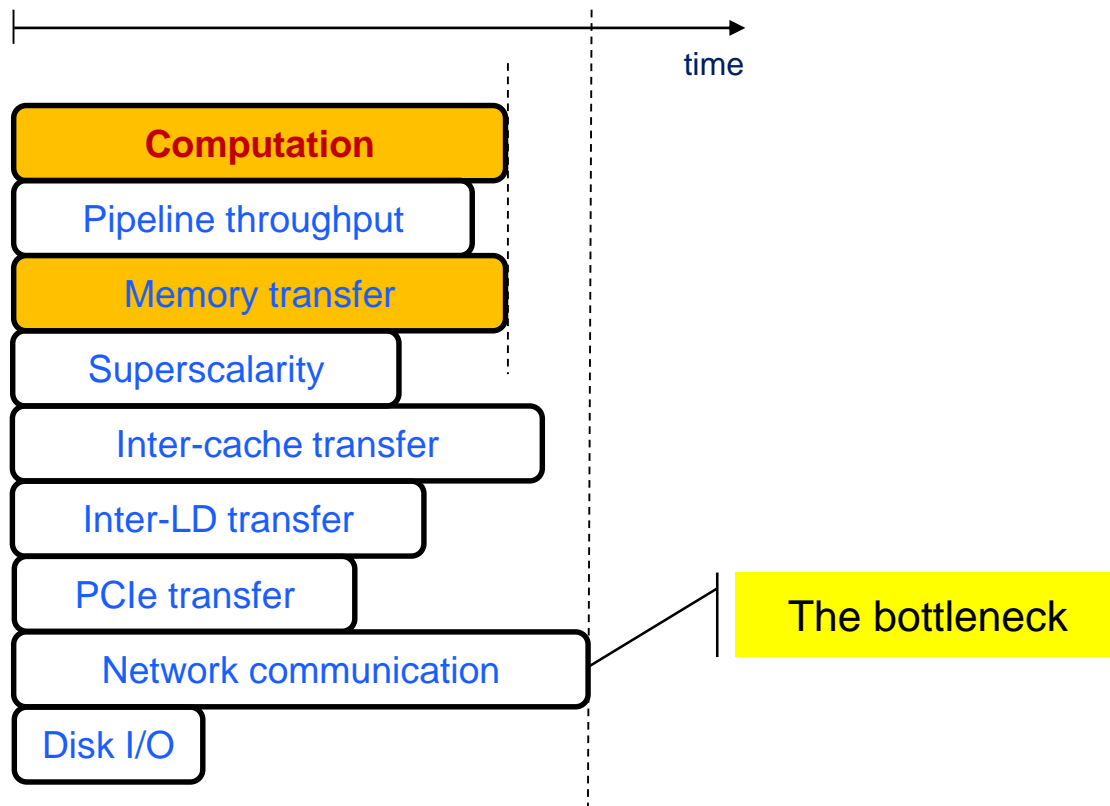 time
Computation
Pipeline throughput
Memory transfer
Superscalarity
Inter-cache transfer
Inter-LD transfer
PCIe transfer
The bottleneck
Network communication
Disk I/O